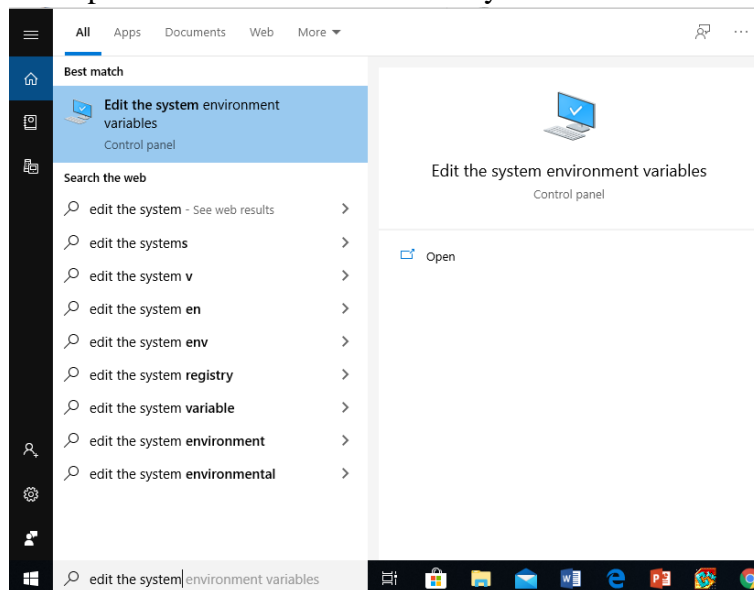 All Apps Documents Web More
Best match
Edit the system environment
variables
Control panel
Search the web
edit the system - See web results
edit the systems
edit the system v
edit the system en
edit the system env
edit the system registry
edit the system variable
edit the system environment
edit the system environmental
Edit the system environment variables
Control panel
Open
edit the system environment variables